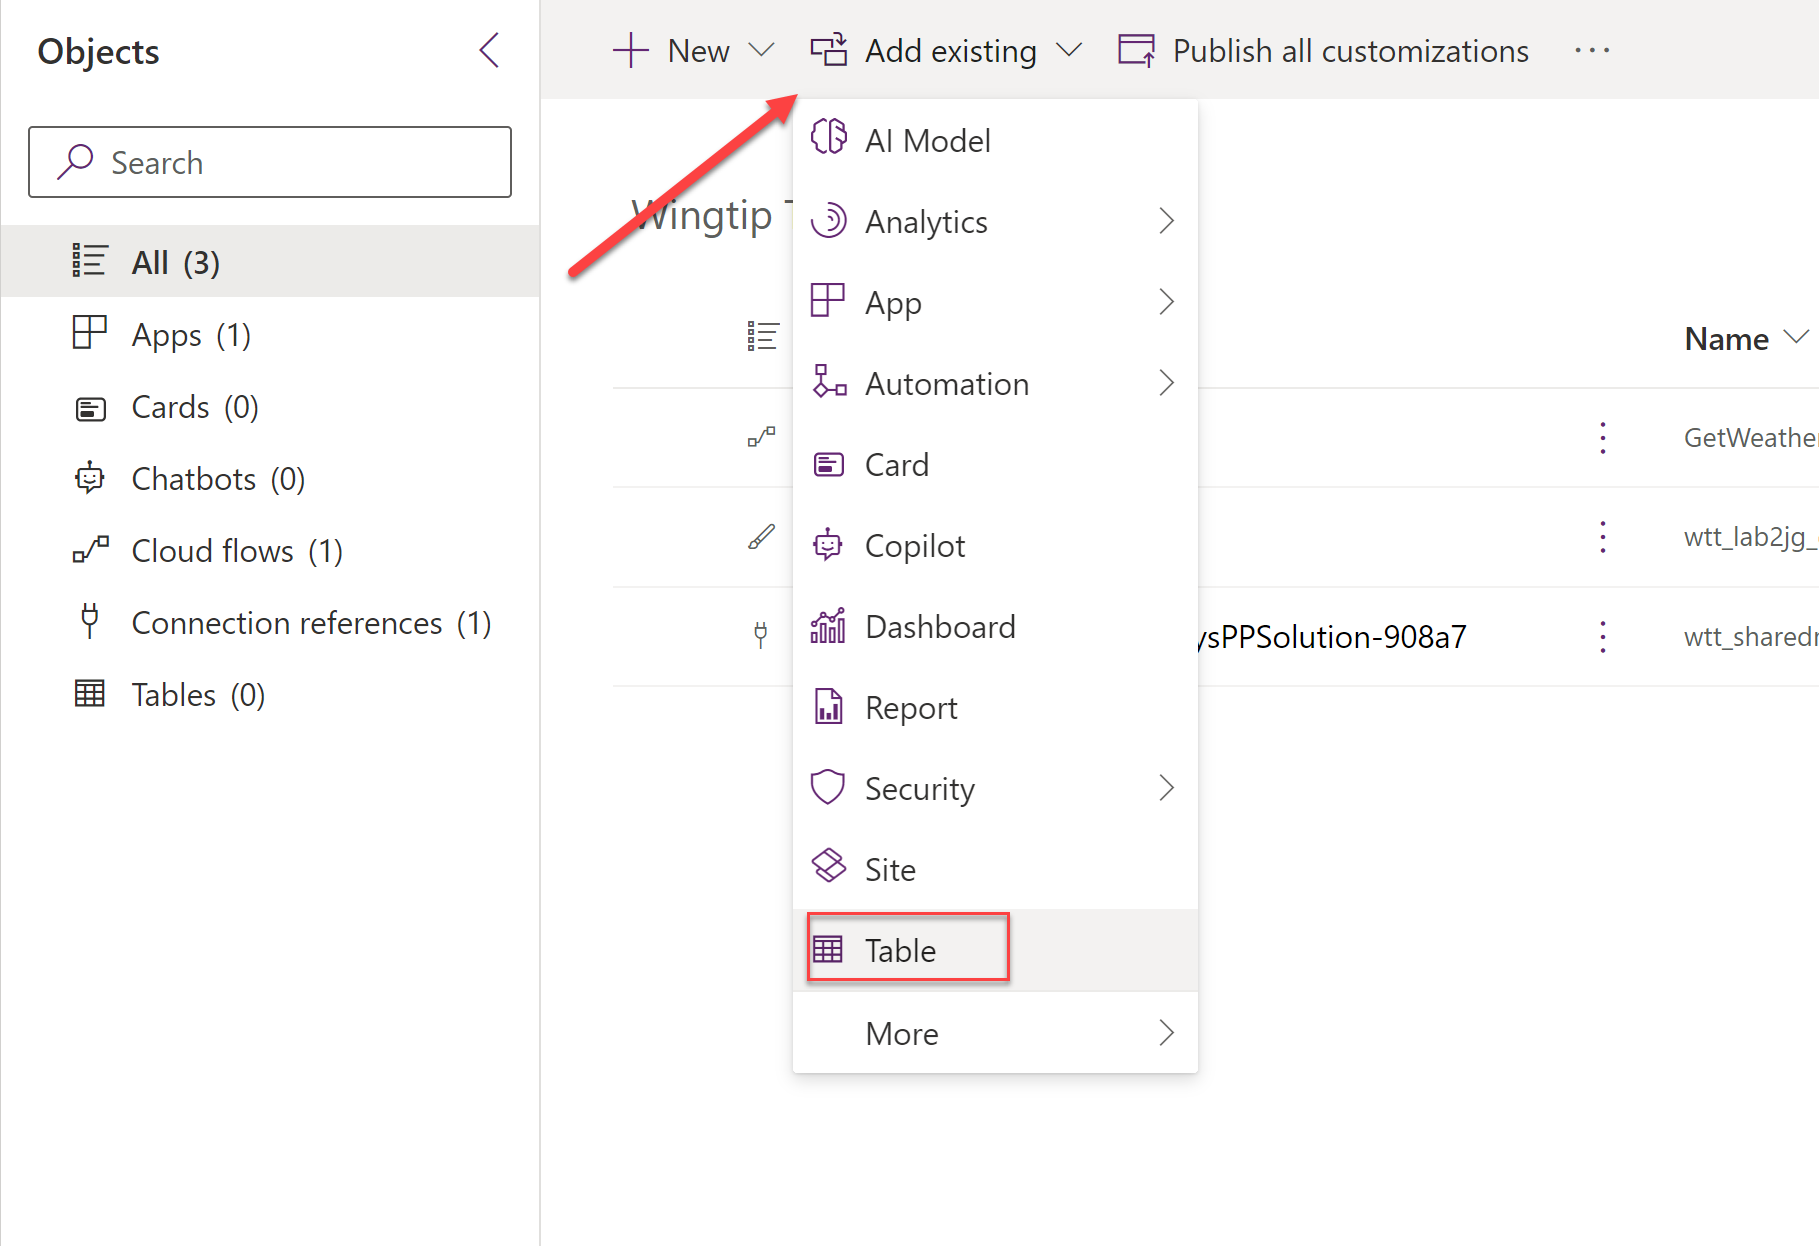 Objects
Search
All (3)
Apps (1)
Cards (0)
Chatbots (0)
Cloud flows (1)
Connection references (1)
Tables (0)
New
Add existing
Publish all customizations
Wingtip
AI Model
Analytics
App
Automation
Card
Copilot
Dashboard
Report
Security
Site
Table
More
Name
GetWeather
wtt_lab2jg_
ysPPSolution-908a7
wtt_sharedr